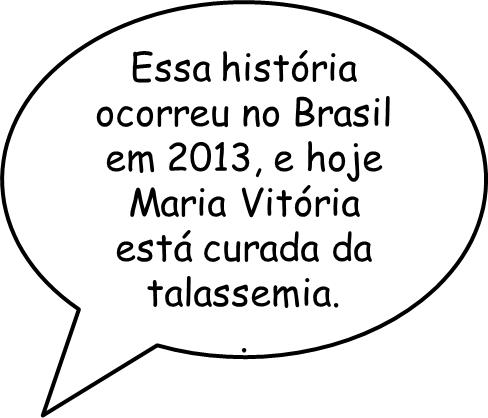 Essa história
ocorreu no Brasil
em 2013, e hoje
Maria Vitória
está curada da
talassemia.
.